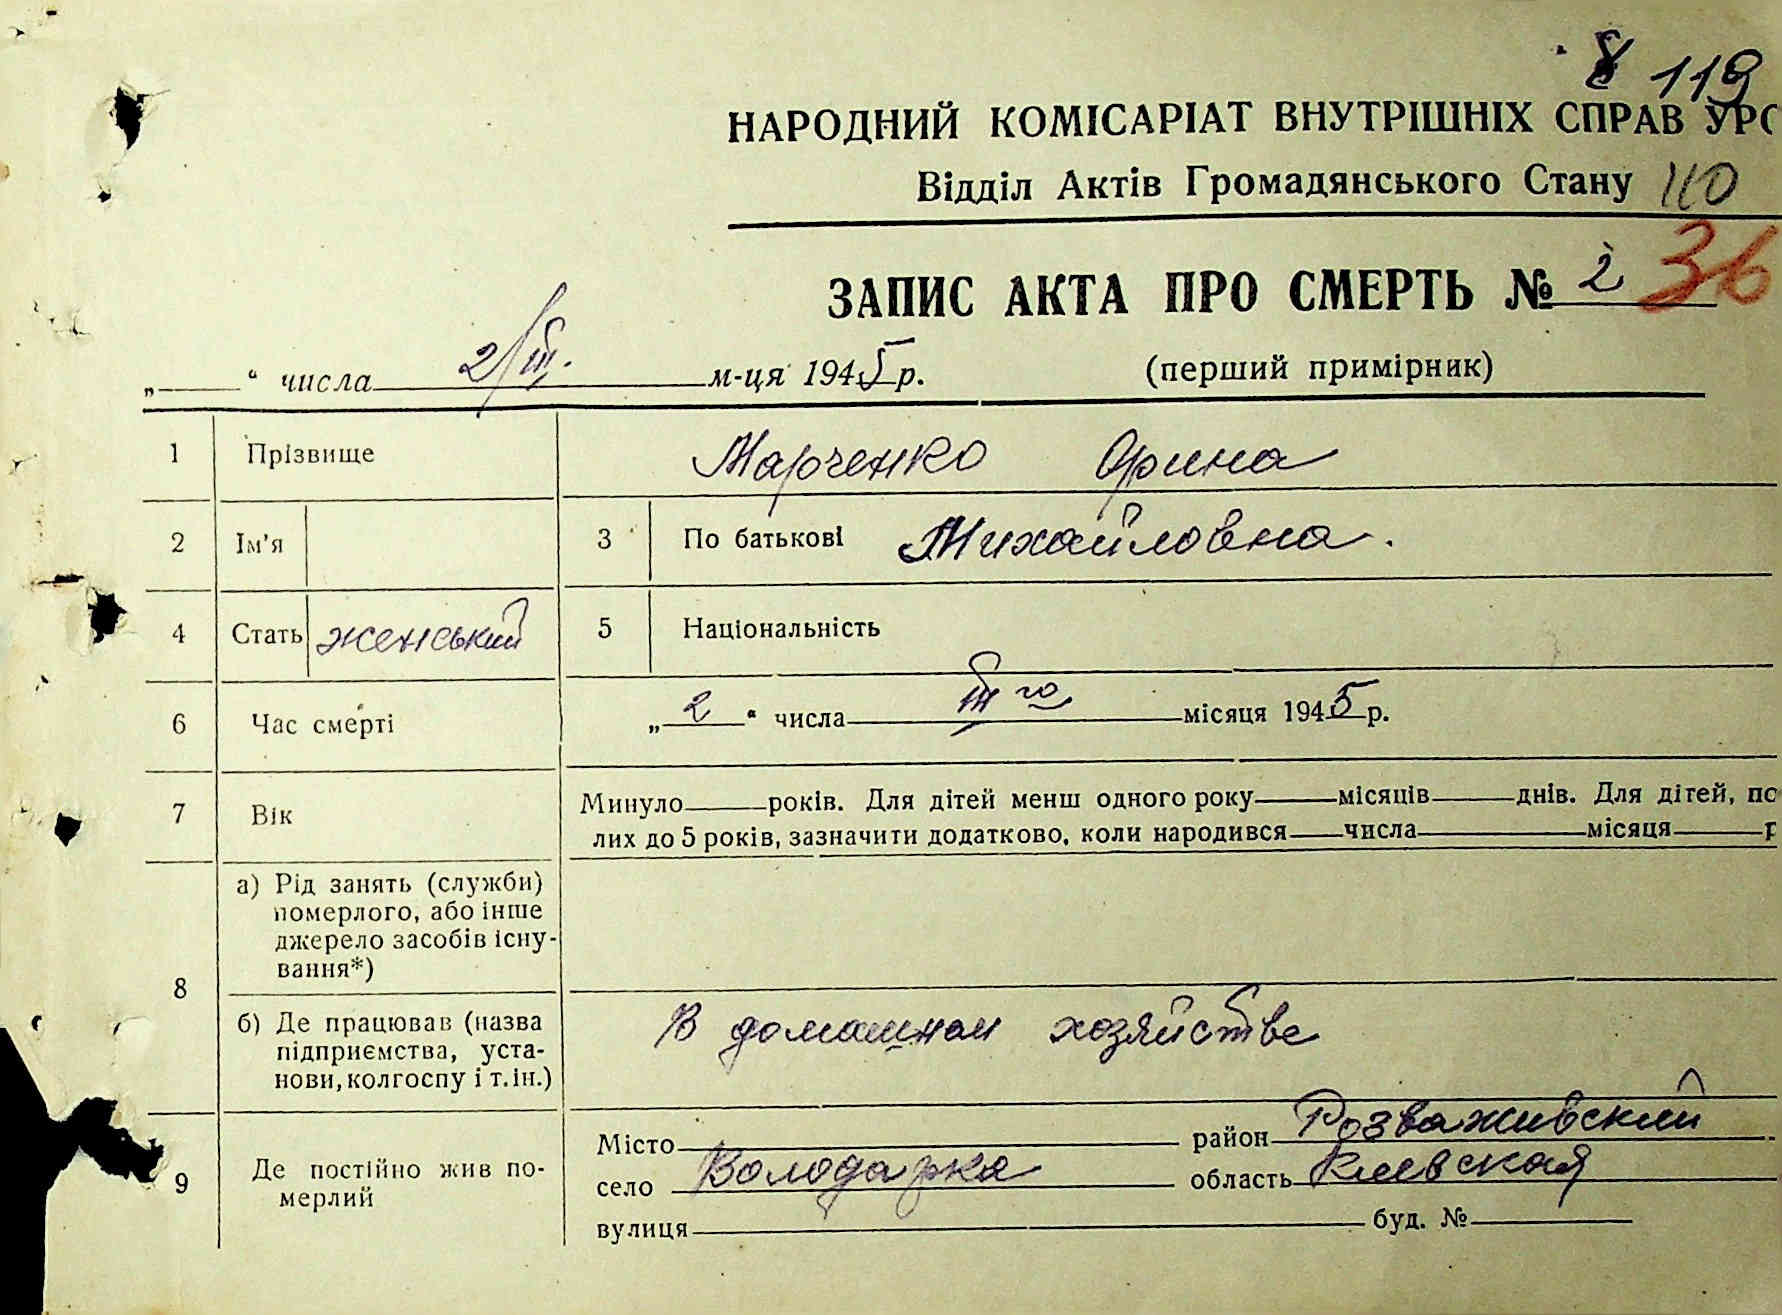 8 119
НАРОДНИЙ КОМІСАРІАТ ВНУТРІШНІХ СПРАВ УРС
Відділ Актів Громадянського Стану 110
ЗАПИС АКТА ПРО СМЕРТЬ № 2 36
„ “ числа 2/III. м-ця 1945 р. (перший примірник)
1 Прізвище Марченко Орина
2 Ім'я 3 По батькові Михайловна.
4 Стать женський 5 Національність
6 Час смерті „ 2 “ числа III го місяця 1945 р.
7 Вік Минуло років. Для дітей менш одного року місяців днів. Для дітей, по
лих до 5 років, зазначити додатково, коли народився числа місяця р
8 а) Рід занять (служби)
померлого, або інше
джерело засобів існу-
вання*)
б) Де працював (назва
підприємства, уста-
нови, колгоспу і т. ін.) В домашном хозяйстве
9 Де постійно жив по-
мерлий
Місто район Розваживский
село Володарка область Киевская
вулиця буд. №